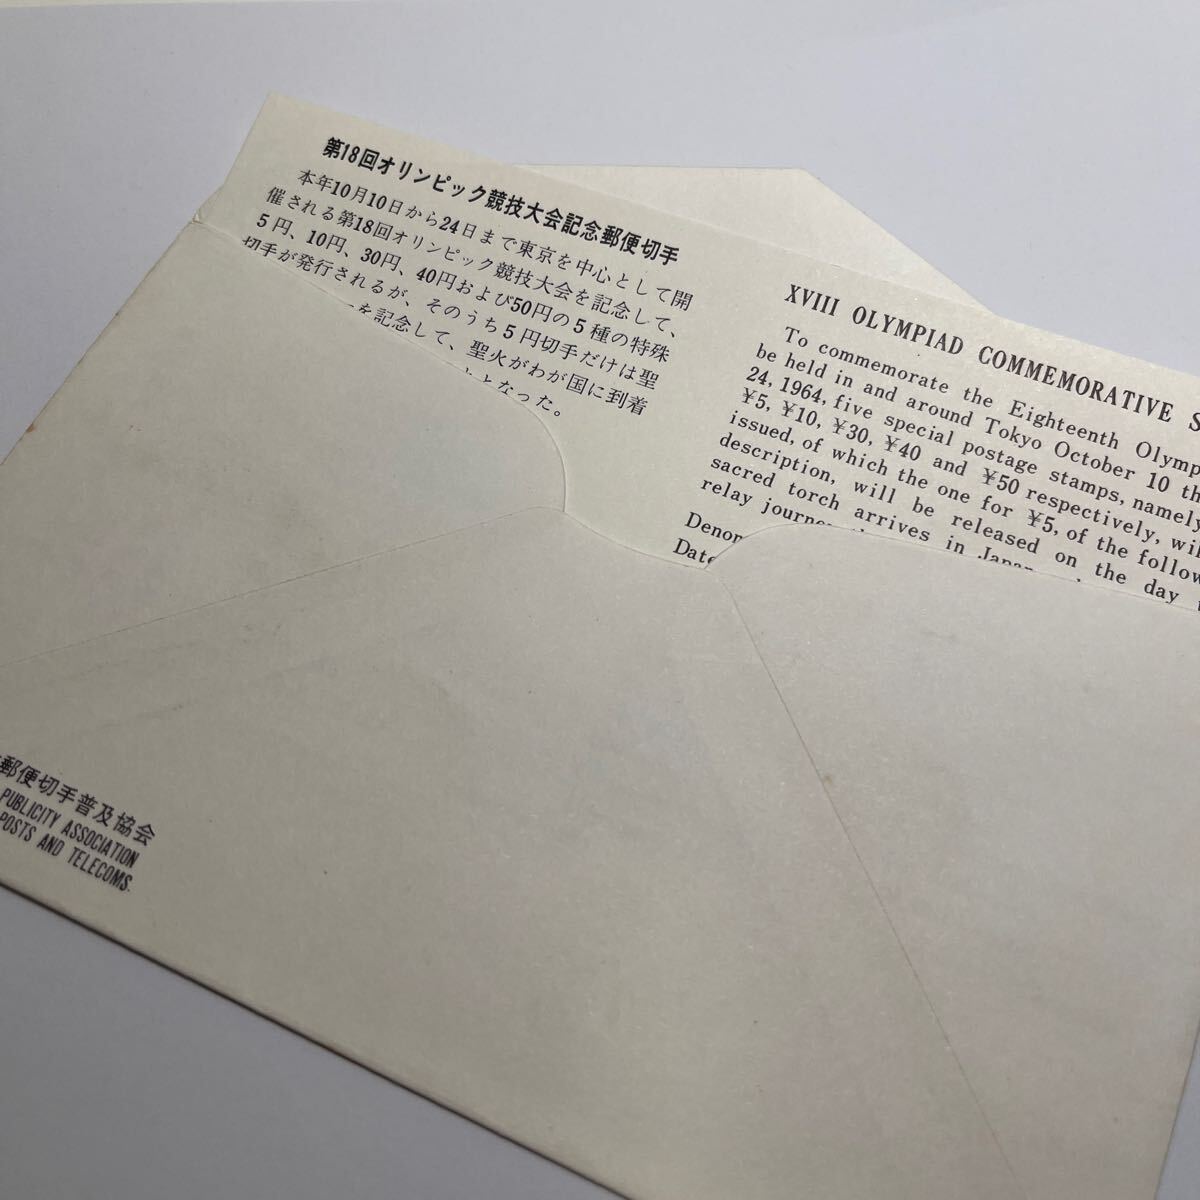 第18回オリンピック競技大会記念郵便切手
本年10月10日から24日まで東京を中心として開
催される第18回オリンピック競技大会を記念して、
5円、10円、30円、40円および50円の5種の特殊
切手が発行されるが、そのうち5円切手だけは聖
を記念して、聖火がわが国に到着
となった。
XVIII OLYMPIAD COMMEMORATIVE S
To commemorate the Eighteenth Olymp
be held in and around Tokyo October 10 th
24, 1964, five special postage stamps, namely
¥5, ¥10, ¥30, ¥40 and ¥50 respectively, wil
issued, of which the one for ¥5, of the follow
description, will be released on the day
sacred torch arrives in Japan
relay journey
Denom
Date
郵便切手普及協会
PUBLICITY ASSOCIATION
POSTS AND TELECOMS.